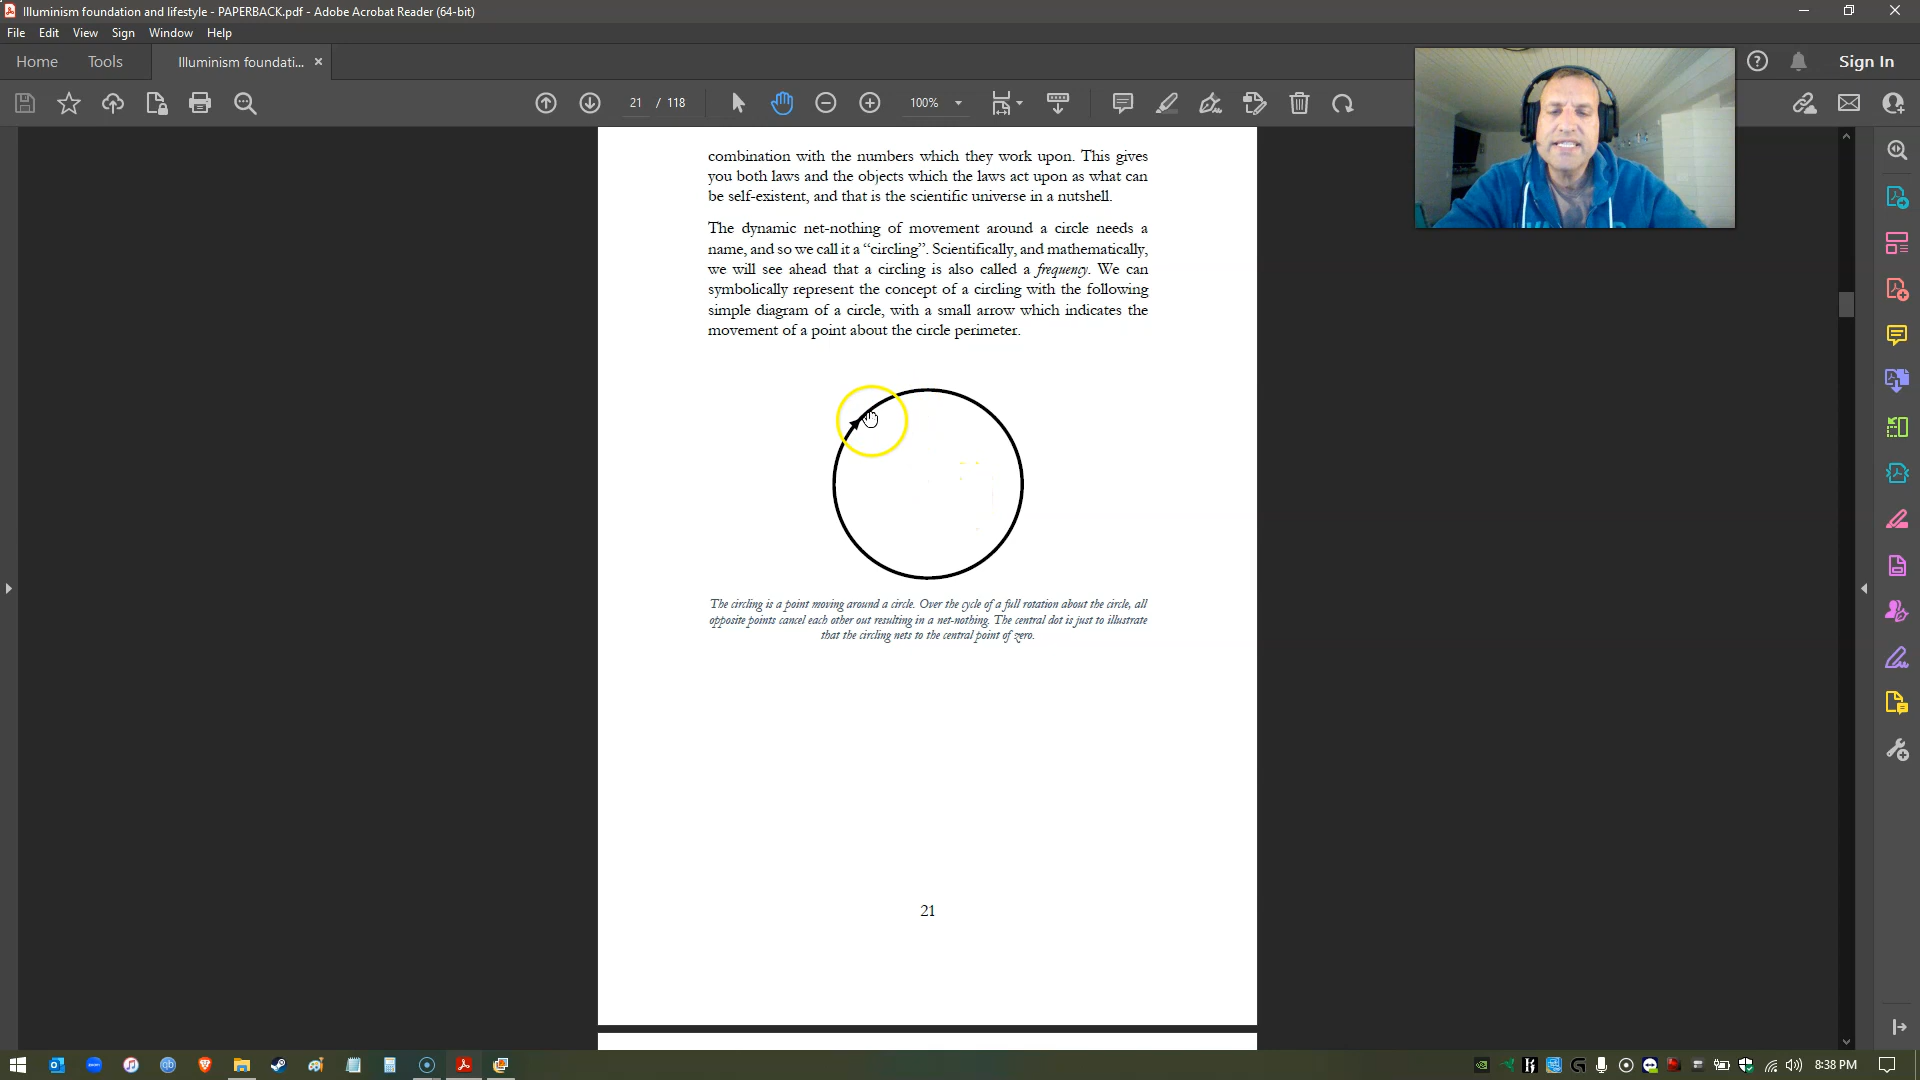 Illuminism foundation and lifestyle - PAPERBACK.pdf - Adobe Acrobat Reader (64-bit)
File Edit View Sign Window Help
Home Tools Illuminism foundati... × Sign In
21 / 118 100%
combination with the numbers which they work upon. This gives
you both laws and the objects which the laws act upon as what can
be self-existent, and that is the scientific universe in a nutshell.
The dynamic net-nothing of movement around a circle needs a
name, and so we call it a “circling”. Scientifically, and mathematically,
we will see ahead that a circling is also called a frequency. We can
symbolically represent the concept of a circling with the following
simple diagram of a circle, with a small arrow which indicates the
movement of a point about the circle perimeter.
The circling is a point moving around a circle. Over the cycle of a full rotation about the circle, all
opposite points cancel each other out resulting in a net-nothing. The central dot is just to illustrate
that the circling nets to the central point of zero.
21
8:38 PM